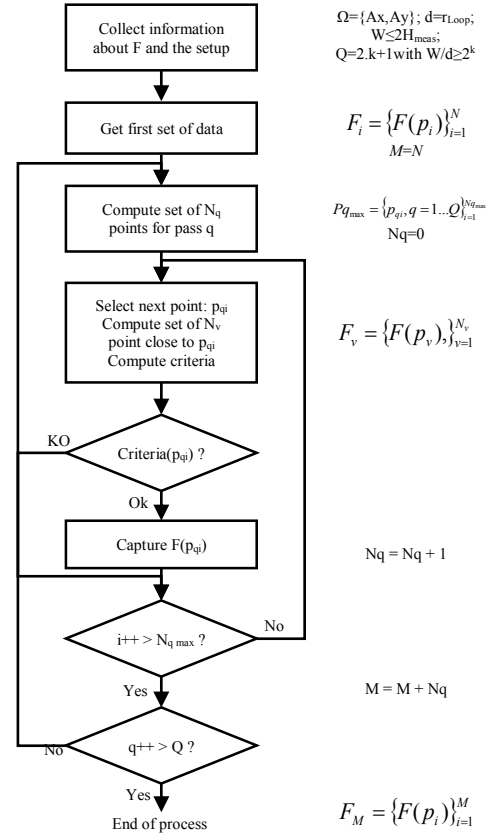 Collect information
about F and the setup
Ω={Ax,Ay}; d=r_Loop;
W≤2H_meas;
Q=2.k+1with W/d≥2^k
Get first set of data
F_i = {F(p_i)}_{i=1}^{N}
M=N
Compute set of N_q
points for pass q
Pq_max = {p_qi, q = 1...Q}_{i=1}^{Nq_max}
Nq=0
Select next point: p_qi
Compute set of N_v
point close to p_qi
Compute criteria
F_v = {F(p_v),}_{v=1}^{N_v}
KO
Criteria(p_qi) ?
Ok
Capture F(p_qi)
Nq = Nq + 1
i++ > N_q max ?
No
Yes
M = M + Nq
q++ > Q ?
No
Yes
End of process
F_M = {F(p_i)}_{i=1}^{M}